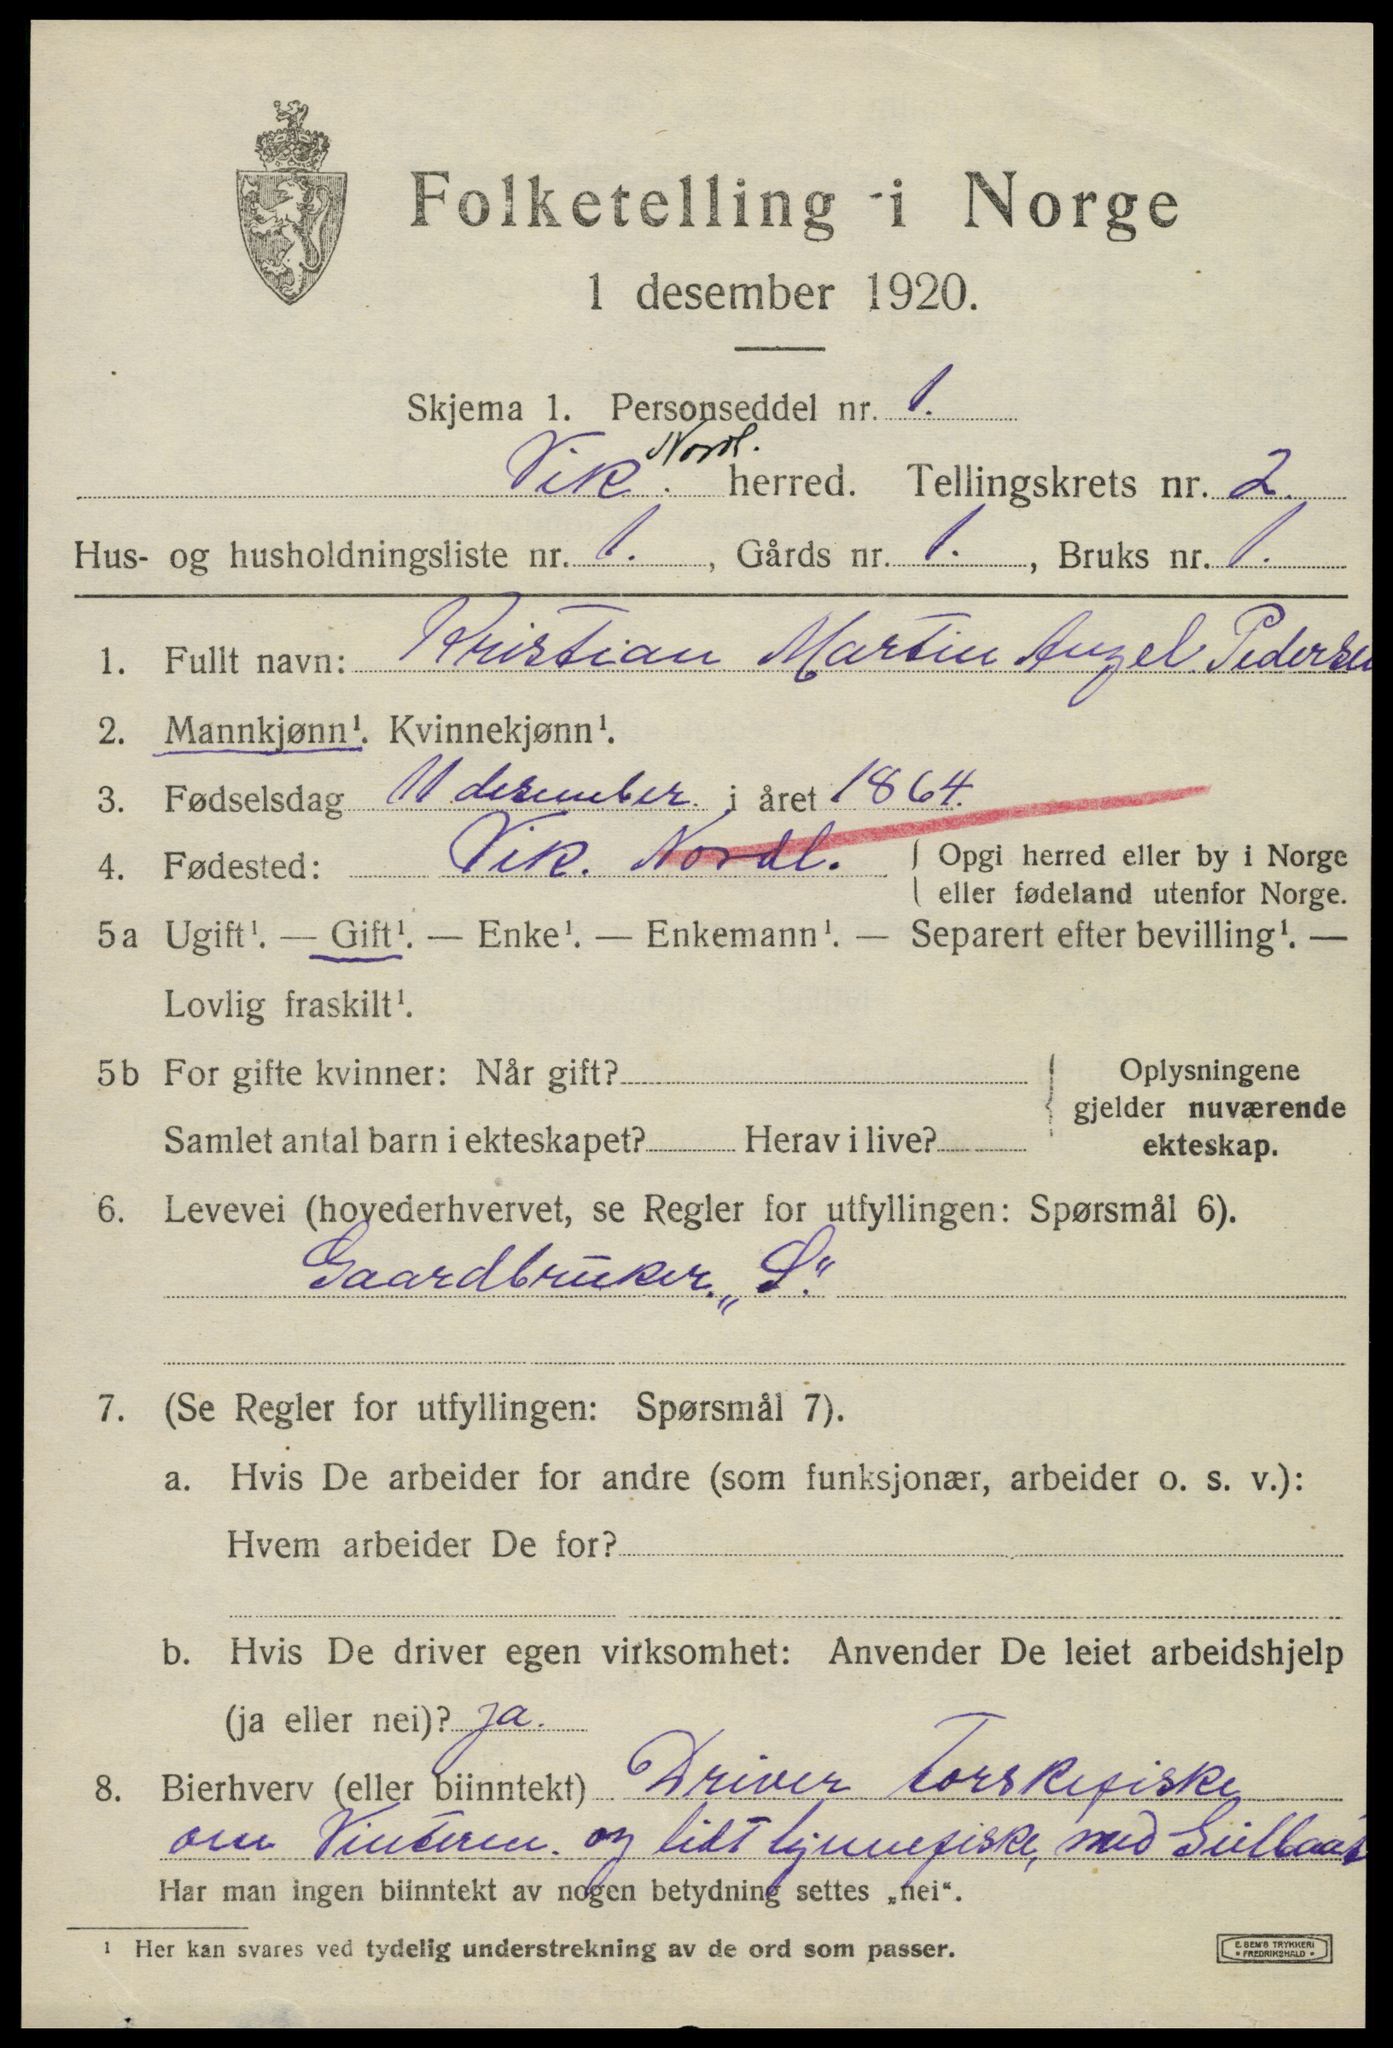 Folketelling i Norge
1 desember 1920.
Skjema 1. Personseddel nr. 1.
Vik. Nordl. herred. Tellingskrets nr. 2.
Hus- og husholdningsliste nr. 1., Gårds nr. 1., Bruks nr. 1.
1. Fullt navn: Kristian Martin Angel Pedersen
2. Mannkjønn¹. Kvinnekjønn¹.
3. Fødselsdag 11 desember i året 1864.
4. Fødested: Vik. Nordl. { Opgi herred eller by i Norge
eller fødeland utenfor Norge.
5a Ugift¹. — Gift¹. — Enke¹. — Enkemann¹. — Separert efter bevilling¹. —
Lovlig fraskilt¹.
5b For gifte kvinner: Når gift? { Oplysningene
gjelder nuværende
Samlet antal barn i ekteskapet? Herav i live? ekteskap.
6. Levevei (hovederhvervet, se Regler for utfyllingen: Spørsmål 6).
Gaardbruker „S."
7. (Se Regler for utfyllingen: Spørsmål 7).
a. Hvis De arbeider for andre (som funksjonær, arbeider o. s. v.):
Hvem arbeider De for?
b. Hvis De driver egen virksomhet: Anvender De leiet arbeidshjelp
(ja eller nei)? ja.
8. Bierhverv (eller biinntekt) Driver Torskefiske
om Vinteren. og lidt hjemmefiske, med
Har man ingen biinntekt av nogen betydning settes „nei“.
¹ Her kan svares ved tydelig understrekning av de ord som passer.
E. SEM'S TRYKKERI
• FREDRIKSHALD •